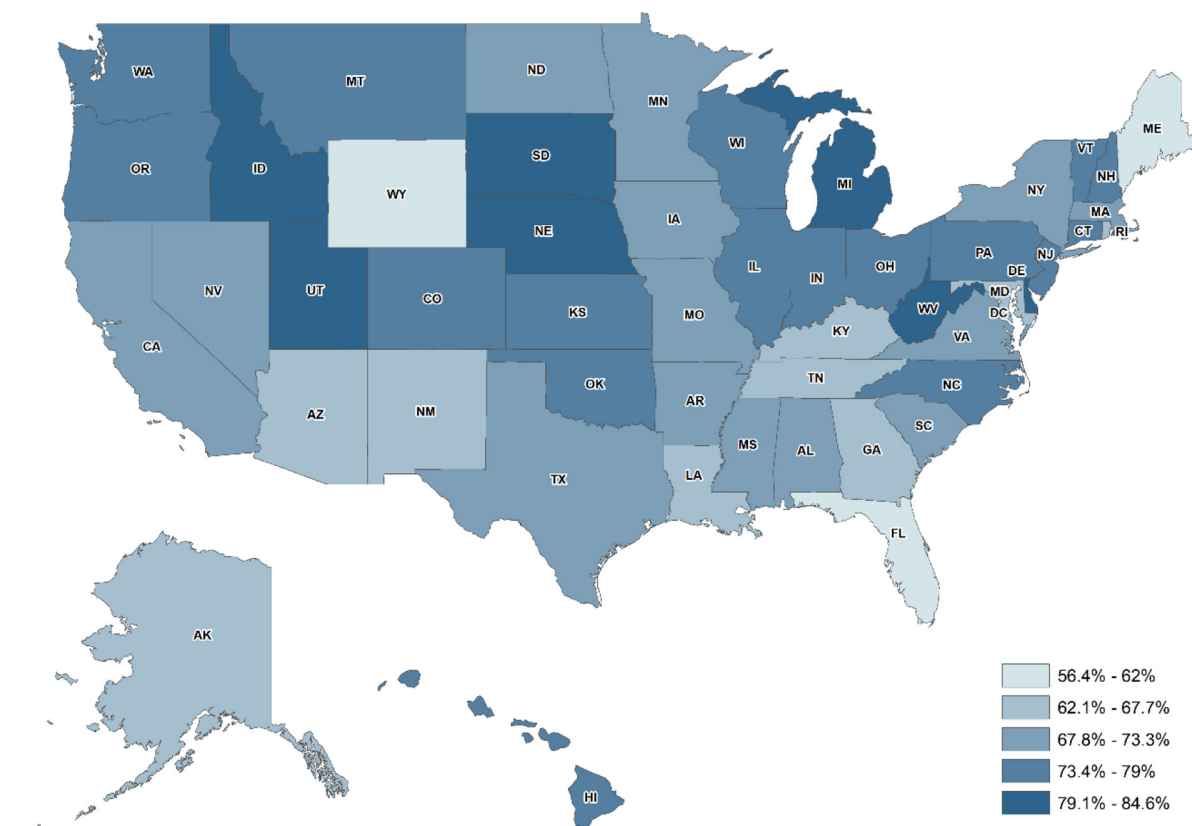 WA
MT
ND
MN
ME
VT
NH
OR
ID
SD
WI
MI
NY
WY
MA
CT
RI
IA
NE
PA
NJ
NV
UT
CO
IL
IN
OH
DE
MD
DC
WV
VA
KS
MO
KY
CA
TN
NC
OK
AZ
NM
AR
SC
MS
AL
GA
TX
LA
FL
AK
HI
56.4% - 62%
62.1% - 67.7%
67.8% - 73.3%
73.4% - 79%
79.1% - 84.6%